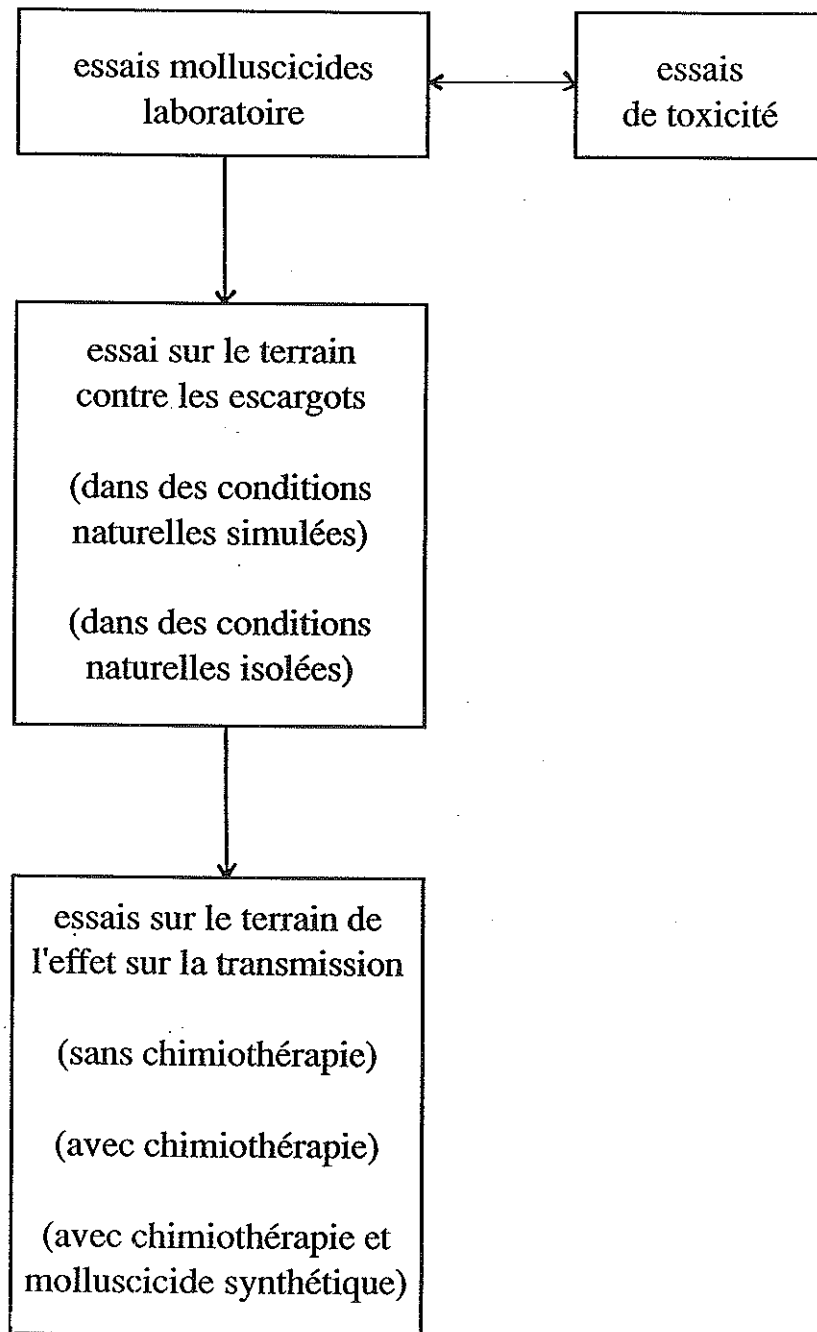 essais molluscicides
laboratoire
essais
de toxicité
essai sur le terrain
contre les escargots
(dans des conditions
naturelles simulées)
(dans des conditions
naturelles isolées)
essais sur le terrain de
l'effet sur la transmission
(sans chimiothérapie)
(avec chimiothérapie)
(avec chimiothérapie et
molluscicide synthétique)